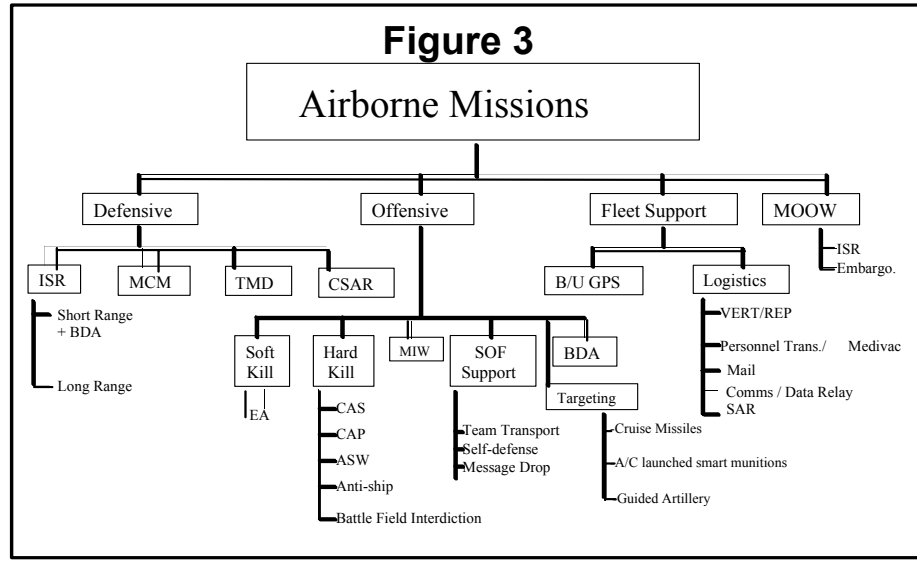 Figure 3
Airborne Missions
Defensive
Offensive
Fleet Support
MOOW
ISR
MCM
TMD
CSAR
B/U GPS
Logistics
ISR
Embargo.
Short Range
+ BDA
Long Range
VERT/REP
Personnel Trans./ Medivac
Mail
Comms / Data Relay
SAR
Soft
Kill
Hard
Kill
MIW
SOF
Support
BDA
Targeting
EA
CAS
CAP
ASW
Anti-ship
Battle Field Interdiction
Team Transport
Self-defense
Message Drop
Cruise Missiles
A/C launched smart munitions
Guided Artillery